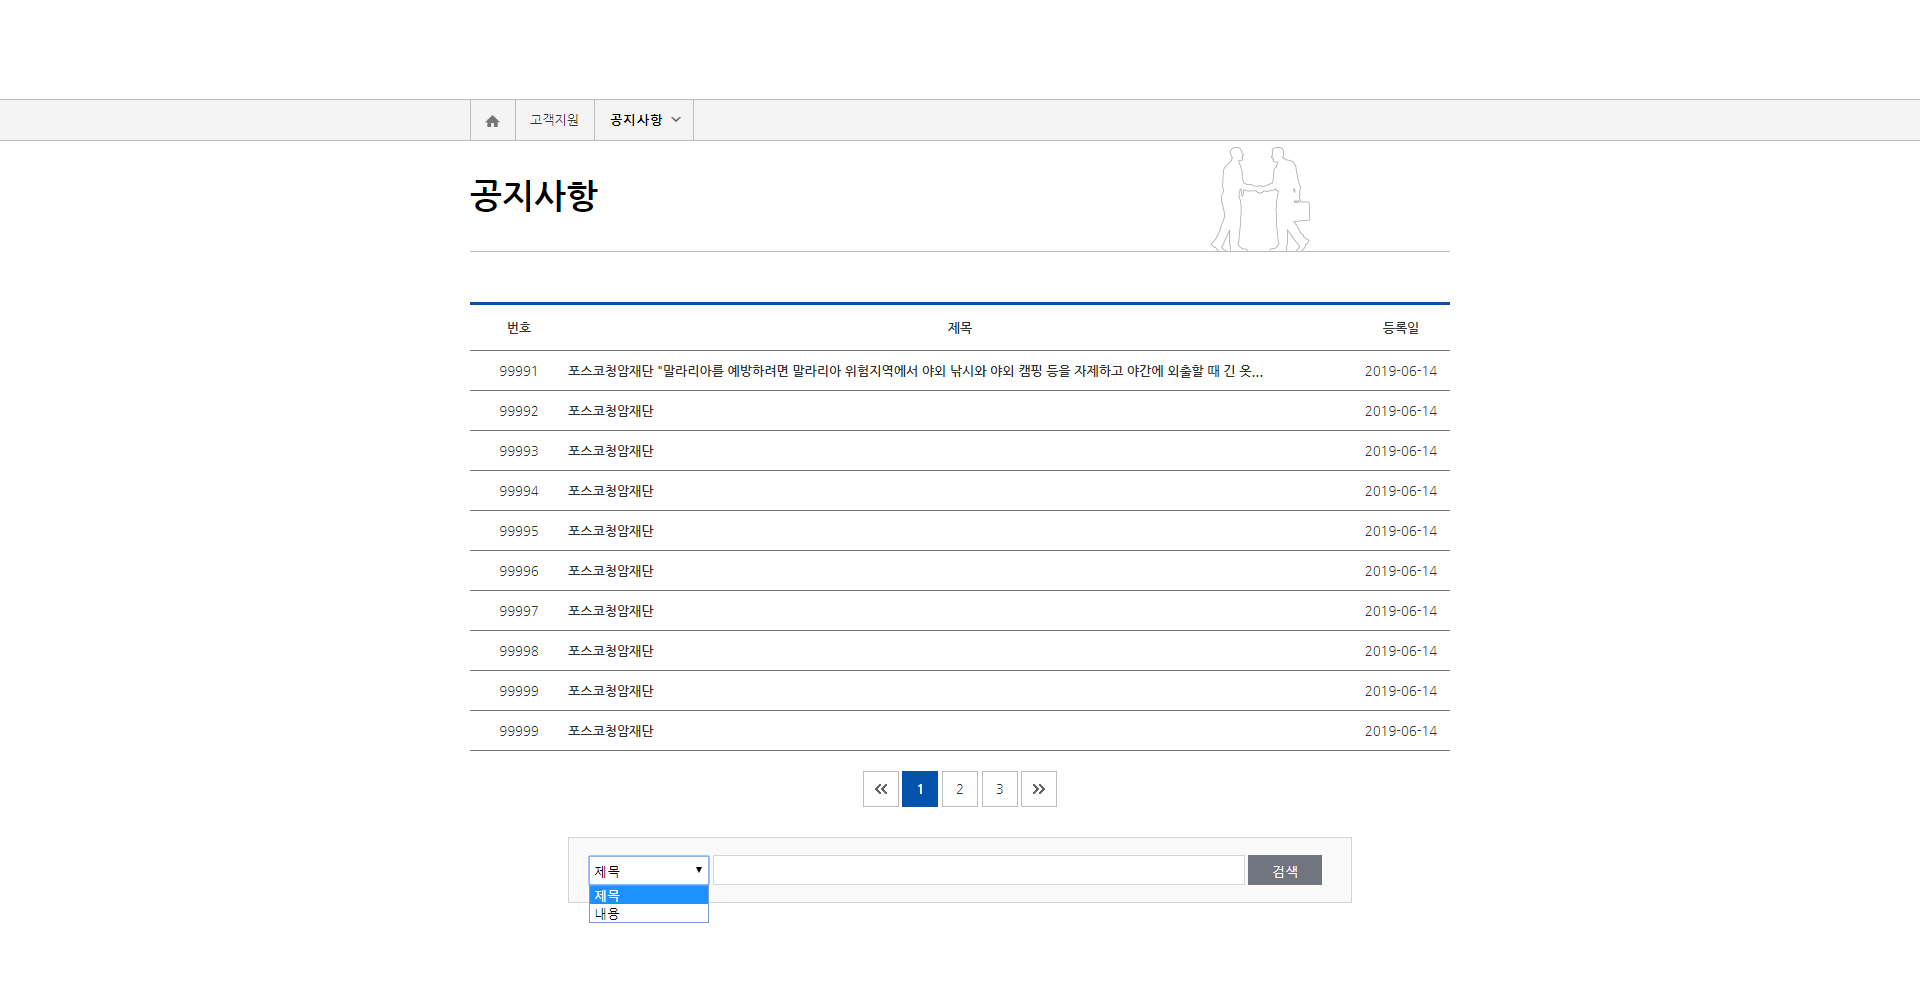 고객지원 공지사항
공지사항
번호 제목 등록일
99991 포스코청암재단 "말라리아를 예방하려면 말라리아 위험지역에서 야외 낚시와 야외 캠핑 등을 자제하고 야간에 외출할 때 긴 옷... 2019-06-14
99992 포스코청암재단 2019-06-14
99993 포스코청암재단 2019-06-14
99994 포스코청암재단 2019-06-14
99995 포스코청암재단 2019-06-14
99996 포스코청암재단 2019-06-14
99997 포스코청암재단 2019-06-14
99998 포스코청암재단 2019-06-14
99999 포스코청암재단 2019-06-14
99999 포스코청암재단 2019-06-14
1 2 3
제목 검색
제목
내용